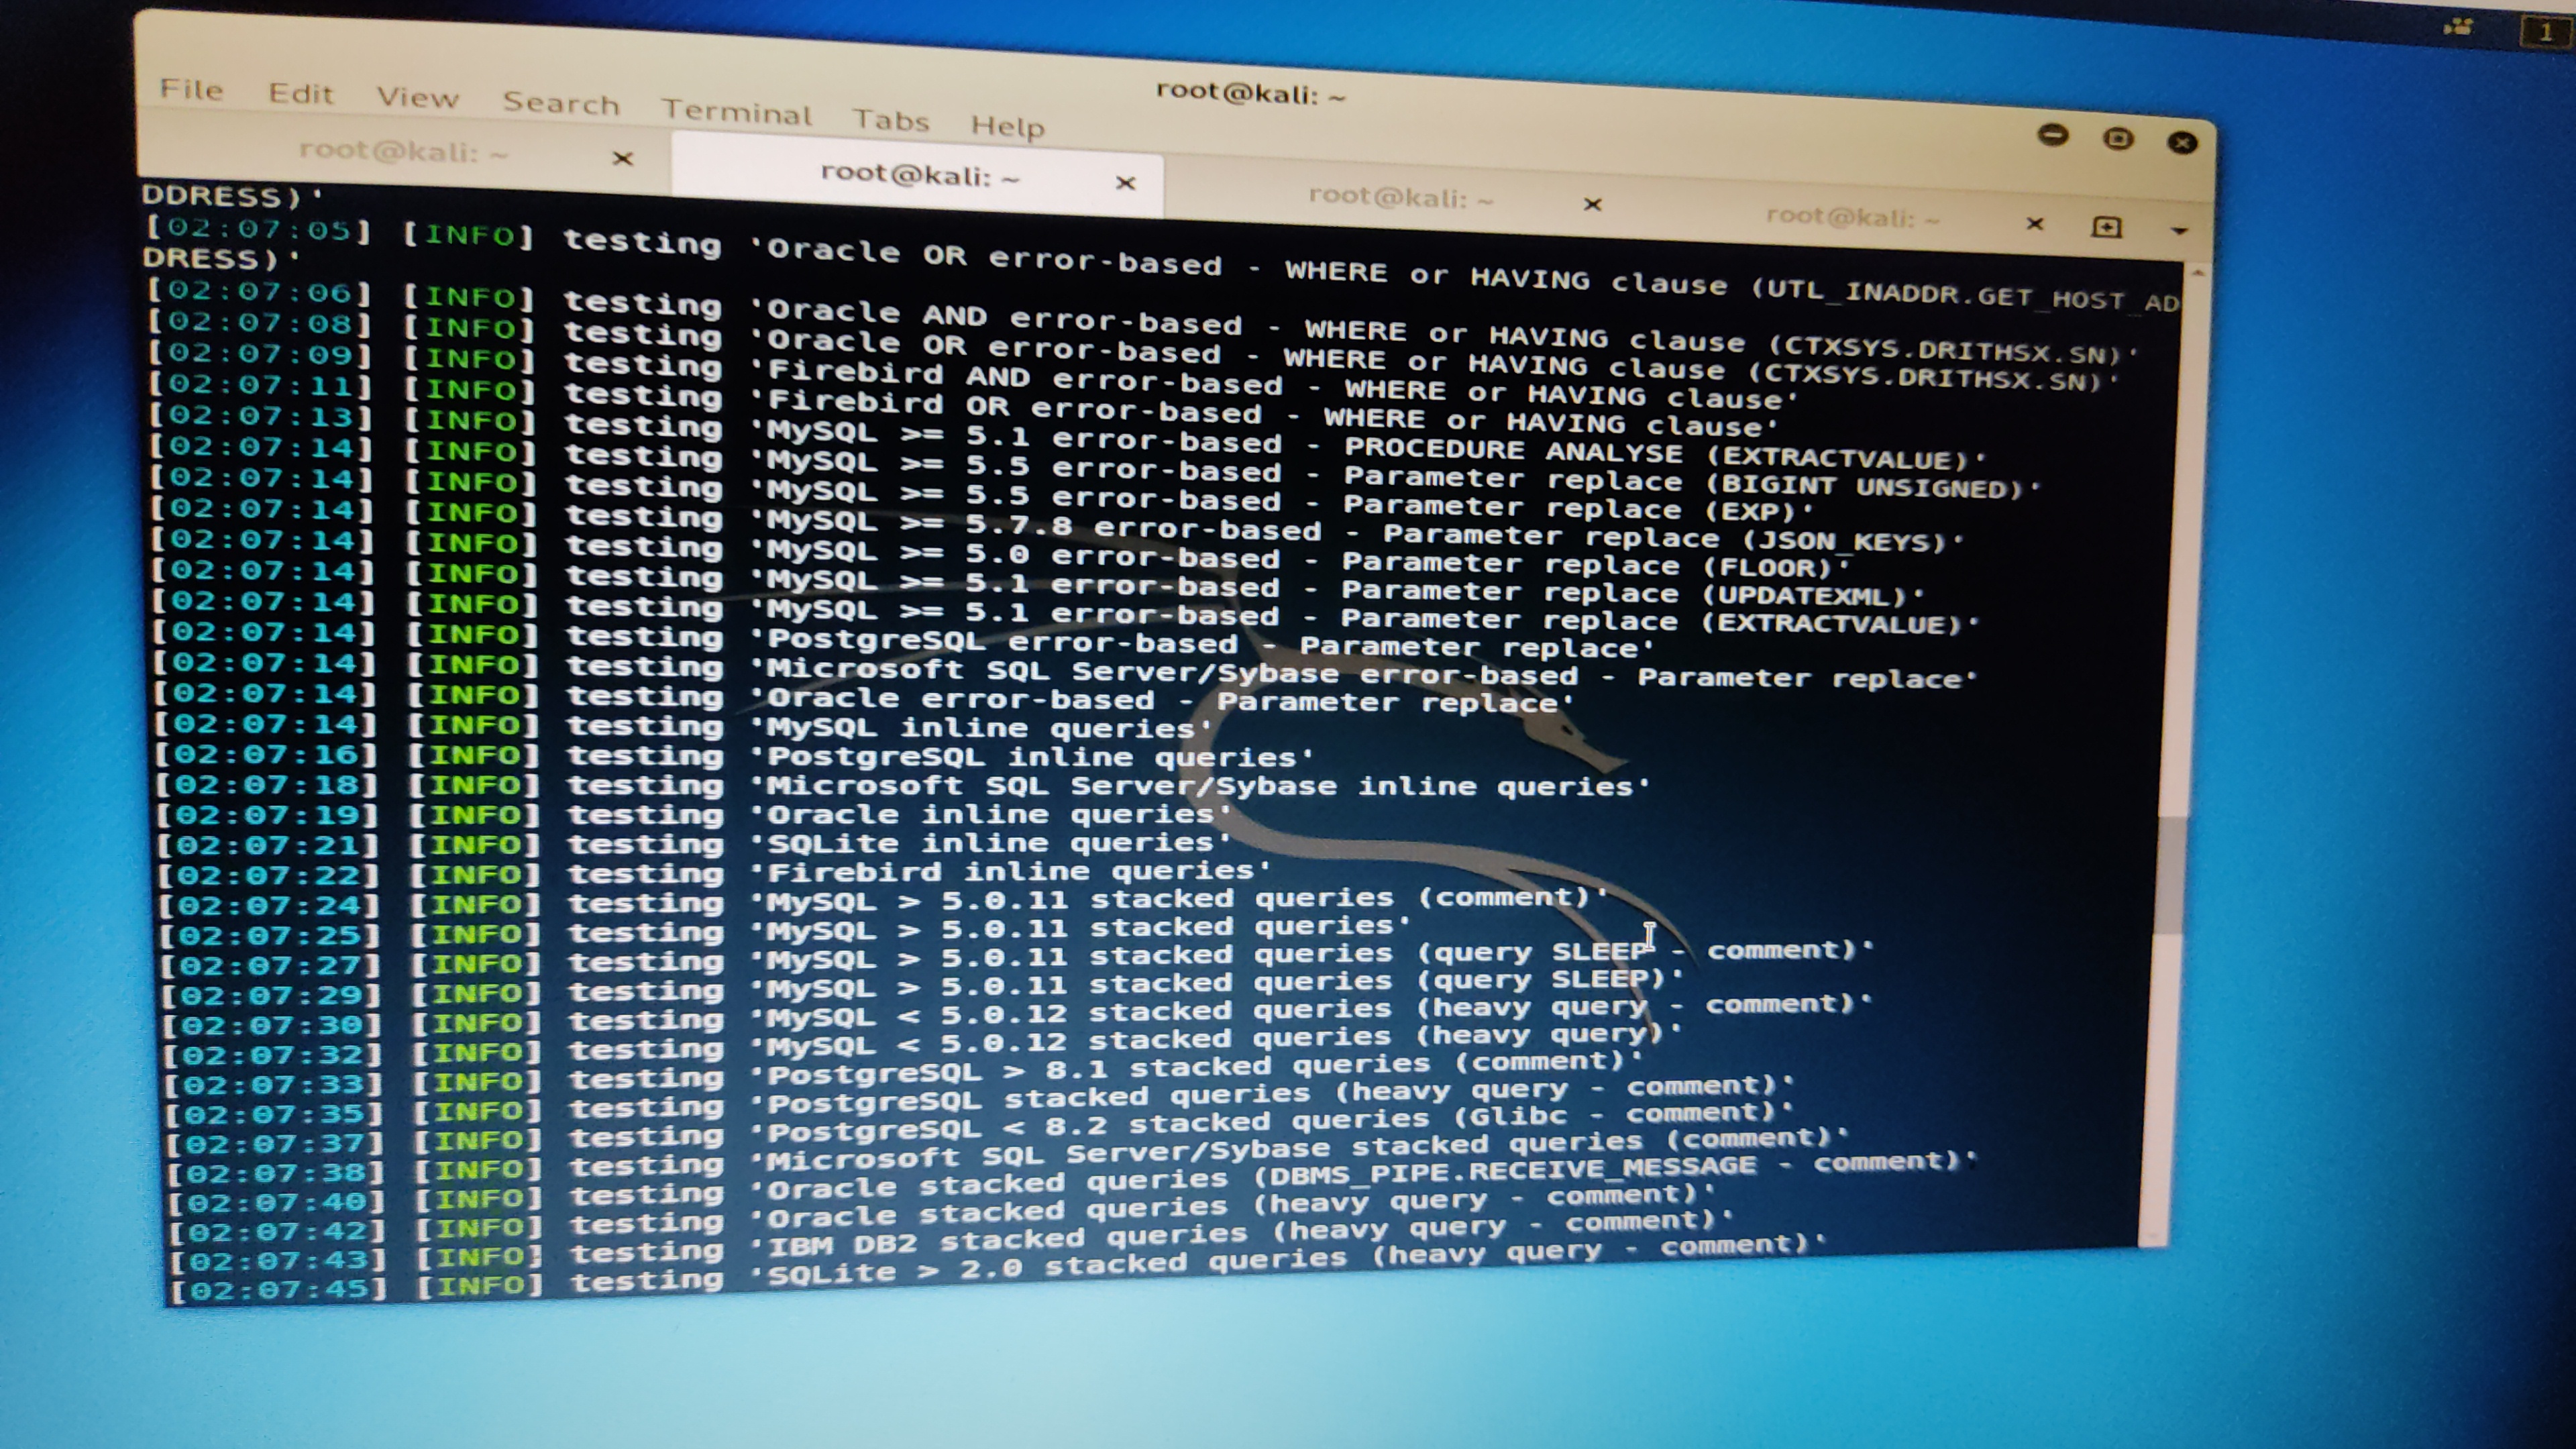 1
root@kali: ~
File Edit View Search Terminal Tabs Help
root@kali: ~ root@kali: ~ root@kali: ~ root@kali: ~
DDRESS)'
[02:07:05] [INFO] testing 'Oracle OR error-based - WHERE or HAVING clause (UTL_INADDR.GET_HOST_AD
DRESS)'
[02:07:06] [INFO] testing 'Oracle AND error-based - WHERE or HAVING clause (CTXSYS.DRITHSX.SN)'
[02:07:08] [INFO] testing 'Oracle OR error-based - WHERE or HAVING clause (CTXSYS.DRITHSX.SN)'
[02:07:09] [INFO] testing 'Firebird AND error-based - WHERE or HAVING clause'
[02:07:11] [INFO] testing 'Firebird OR error-based - WHERE or HAVING clause'
[02:07:13] [INFO] testing 'MySQL >= 5.1 error-based - PROCEDURE ANALYSE (EXTRACTVALUE)'
[02:07:14] [INFO] testing 'MySQL >= 5.5 error-based - Parameter replace (BIGINT UNSIGNED)'
[02:07:14] [INFO] testing 'MySQL >= 5.5 error-based - Parameter replace (EXP)'
[02:07:14] [INFO] testing 'MySQL >= 5.7.8 error-based - Parameter replace (JSON_KEYS)'
[02:07:14] [INFO] testing 'MySQL >= 5.0 error-based - Parameter replace (FLOOR)'
[02:07:14] [INFO] testing 'MySQL >= 5.1 error-based - Parameter replace (UPDATEXML)'
[02:07:14] [INFO] testing 'MySQL >= 5.1 error-based - Parameter replace (EXTRACTVALUE)'
[02:07:14] [INFO] testing 'PostgreSQL error-based - Parameter replace'
[02:07:14] [INFO] testing 'Microsoft SQL Server/Sybase error-based - Parameter replace'
[02:07:14] [INFO] testing 'Oracle error-based - Parameter replace'
[02:07:14] [INFO] testing 'MySQL inline queries'
[02:07:16] [INFO] testing 'PostgreSQL inline queries'
[02:07:18] [INFO] testing 'Microsoft SQL Server/Sybase inline queries'
[02:07:19] [INFO] testing 'Oracle inline queries'
[02:07:21] [INFO] testing 'SQLite inline queries'
[02:07:22] [INFO] testing 'Firebird inline queries'
[02:07:24] [INFO] testing 'MySQL > 5.0.11 stacked queries (comment)'
[02:07:25] [INFO] testing 'MySQL > 5.0.11 stacked queries'
[02:07:27] [INFO] testing 'MySQL > 5.0.11 stacked queries (query SLEEP - comment)'
[02:07:29] [INFO] testing 'MySQL > 5.0.11 stacked queries (query SLEEP)'
[02:07:30] [INFO] testing 'MySQL < 5.0.12 stacked queries (heavy query - comment)'
[02:07:32] [INFO] testing 'MySQL < 5.0.12 stacked queries (heavy query)'
[02:07:33] [INFO] testing 'PostgreSQL > 8.1 stacked queries (comment)'
[02:07:35] [INFO] testing 'PostgreSQL stacked queries (heavy query - comment)'
[02:07:37] [INFO] testing 'PostgreSQL < 8.2 stacked queries (Glibc - comment)'
[02:07:38] [INFO] testing 'Microsoft SQL Server/Sybase stacked queries (comment)'
[02:07:40] [INFO] testing 'Oracle stacked queries (DBMS_PIPE.RECEIVE_MESSAGE - comment)'
[02:07:42] [INFO] testing 'Oracle stacked queries (heavy query - comment)'
[02:07:43] [INFO] testing 'IBM DB2 stacked queries (heavy query - comment)'
[02:07:45] [INFO] testing 'SQLite > 2.0 stacked queries (heavy query - comment)'